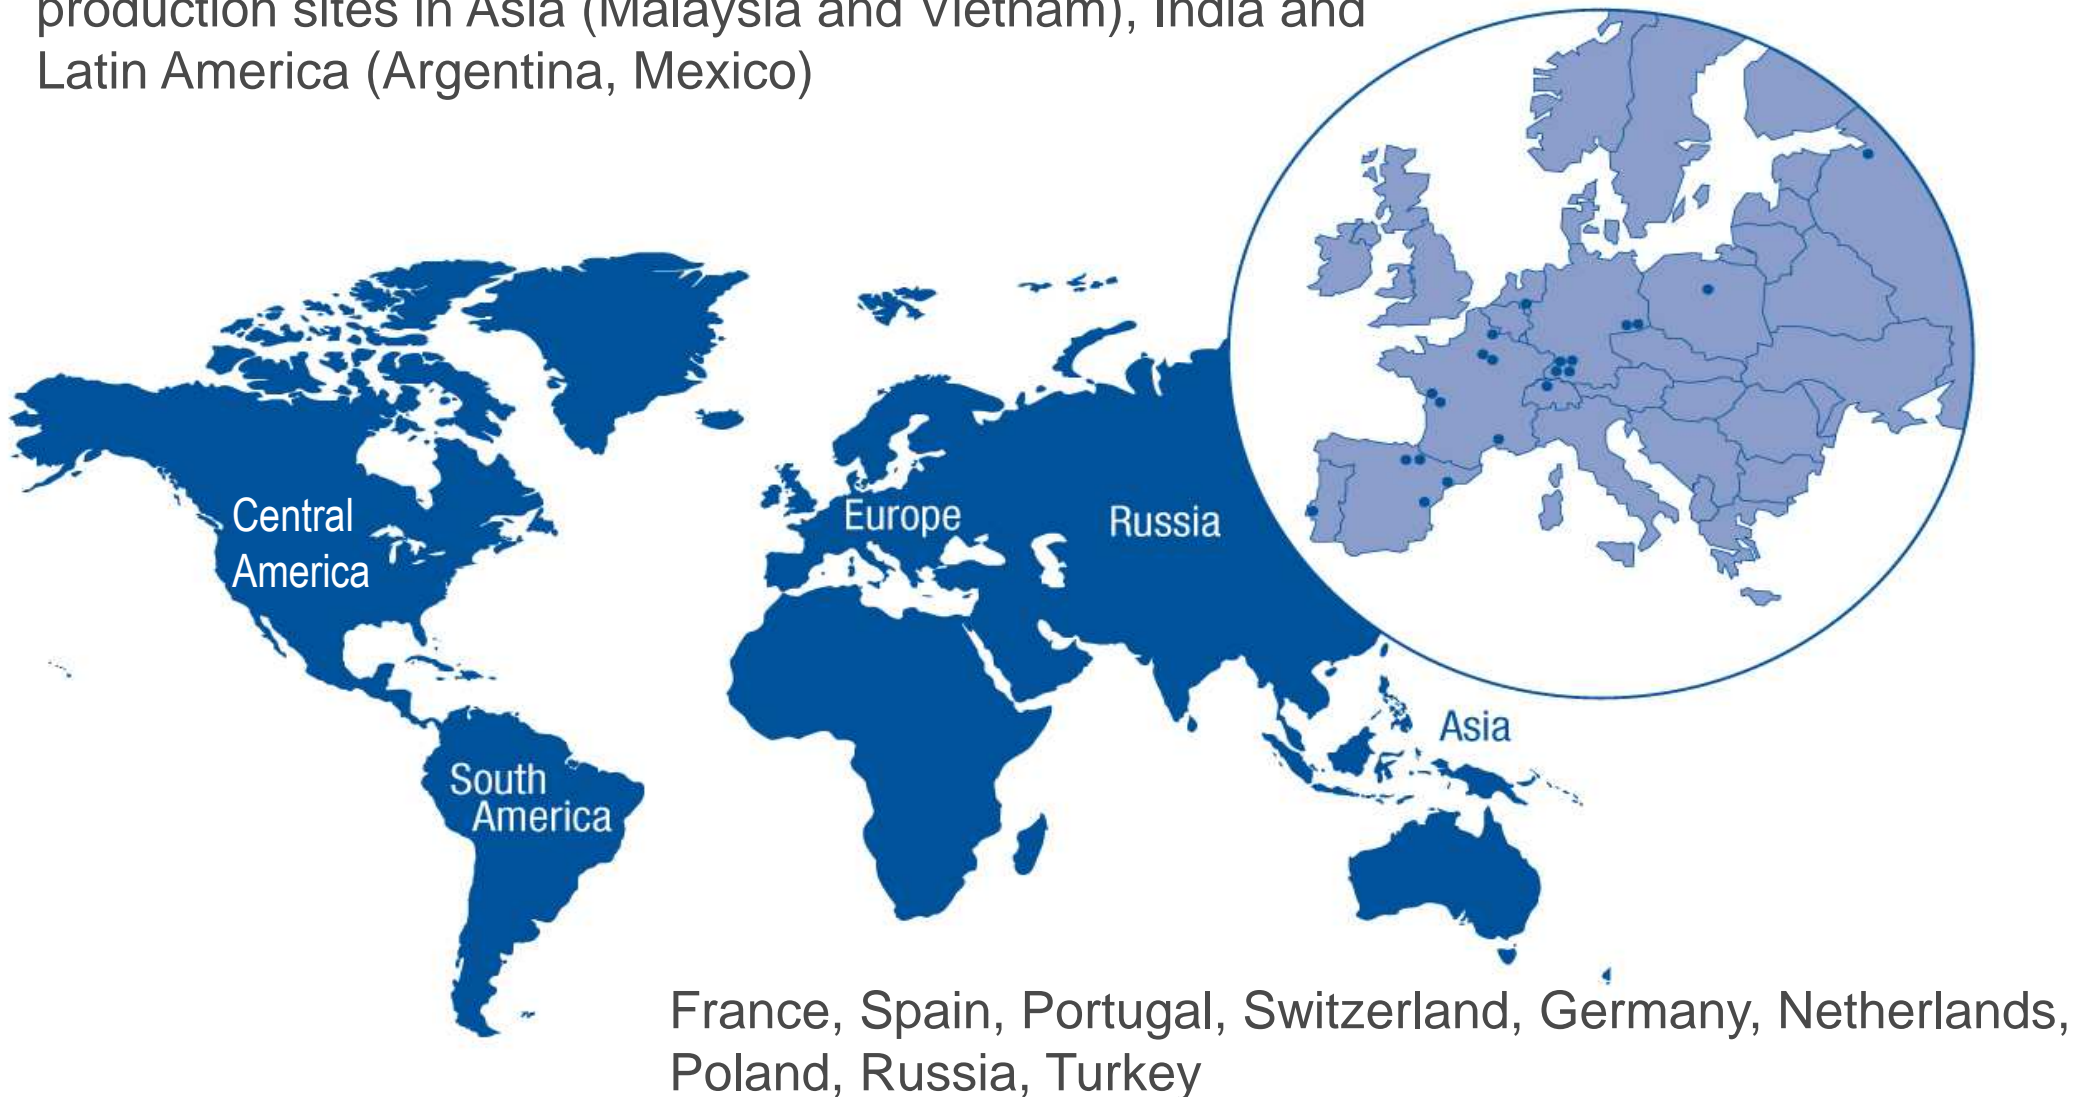 production sites in Asia (Malaysia and Vietnam), India and
Latin America (Argentina, Mexico)
Central
America
Europe
Russia
Asia
South
America
France, Spain, Portugal, Switzerland, Germany, Netherlands,
Poland, Russia, Turkey